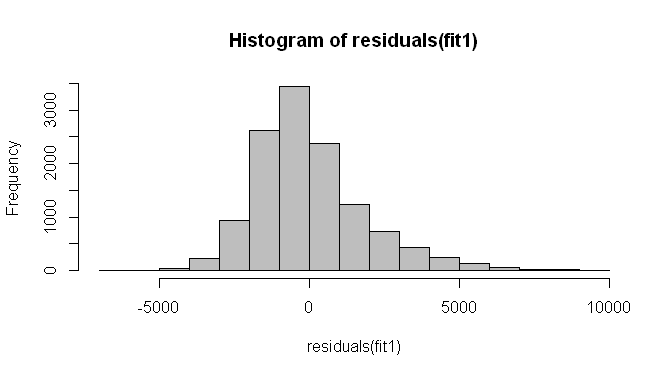 Histogram of residuals(fit1)
Frequency
3000
2000
1000
0
-5000 0 5000 10000
residuals(fit1)